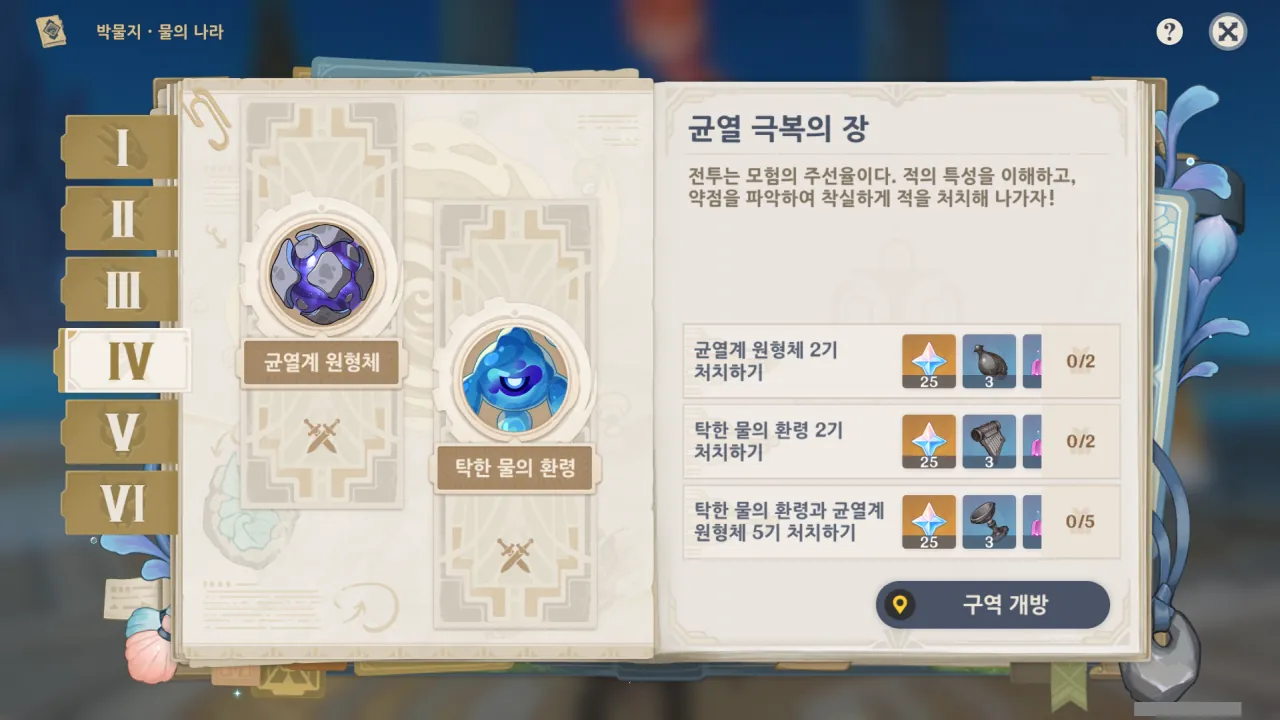 박물지 · 물의 나라
?
I
II
III
IV
V
VI
균열계 원형체
탁한 물의 환령
균열 극복의 장
전투는 모험의 주선율이다. 적의 특성을 이해하고,
약점을 파악하여 착실하게 적을 처치해 나가자!
균열계 원형체 2기
처치하기
25
3
0/2
탁한 물의 환령 2기
처치하기
25
3
0/2
탁한 물의 환령과 균열계
원형체 5기 처치하기
25
3
0/5
구역 개방